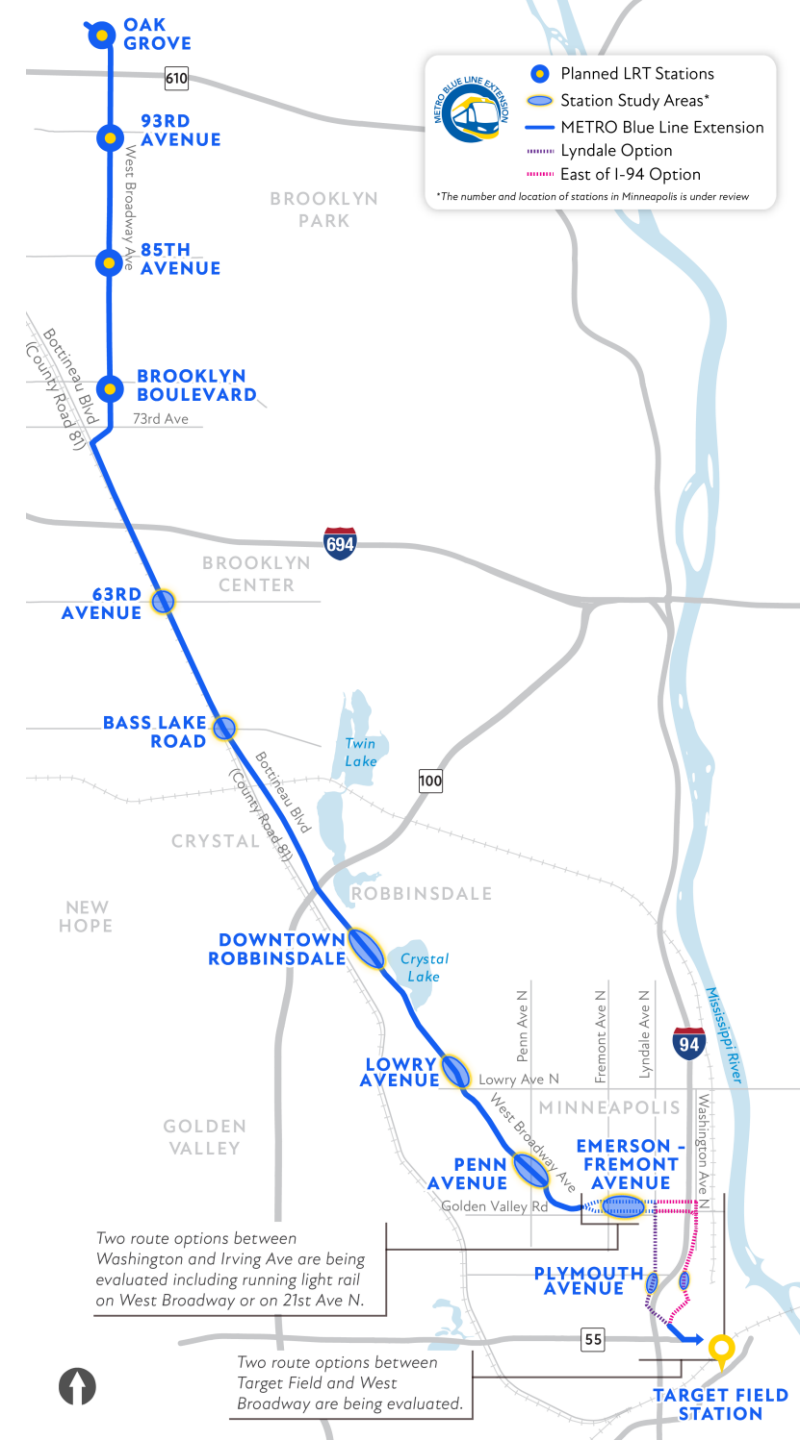 OAK
GROVE
610
METRO BLUE LINE EXTENSION
Planned LRT Stations
Station Study Areas*
METRO Blue Line Extension
Lyndale Option
East of I-94 Option
*The number and location of stations in Minneapolis is under review
93RD
AVENUE
West Broadway Ave
BROOKLYN
PARK
85TH
AVENUE
Bottineau Blvd
(County Road 81)
BROOKLYN
BOULEVARD
73rd Ave
694
BROOKLYN
CENTER
63RD
AVENUE
BASS LAKE
ROAD
Twin
Lake
Bottineau Blvd
(County Road 81)
100
CRYSTAL
ROBBINSDALE
NEW
HOPE
DOWNTOWN
ROBBINSDALE
Crystal
Lake
Penn Ave N
Fremont Ave N
Lyndale Ave N
94
Mississippi River
LOWRY
AVENUE
Lowry Ave N
MINNEAPOLIS
Washington Ave N
West Broadway Ave
GOLDEN
VALLEY
PENN
AVENUE
EMERSON -
FREMONT
AVENUE
Golden Valley Rd
Two route options between
Washington and Irving Ave are being
evaluated including running light rail
on West Broadway or on 21st Ave N.
PLYMOUTH
AVENUE
55
Two route options between
Target Field and West
Broadway are being evaluated.
TARGET FIELD
STATION